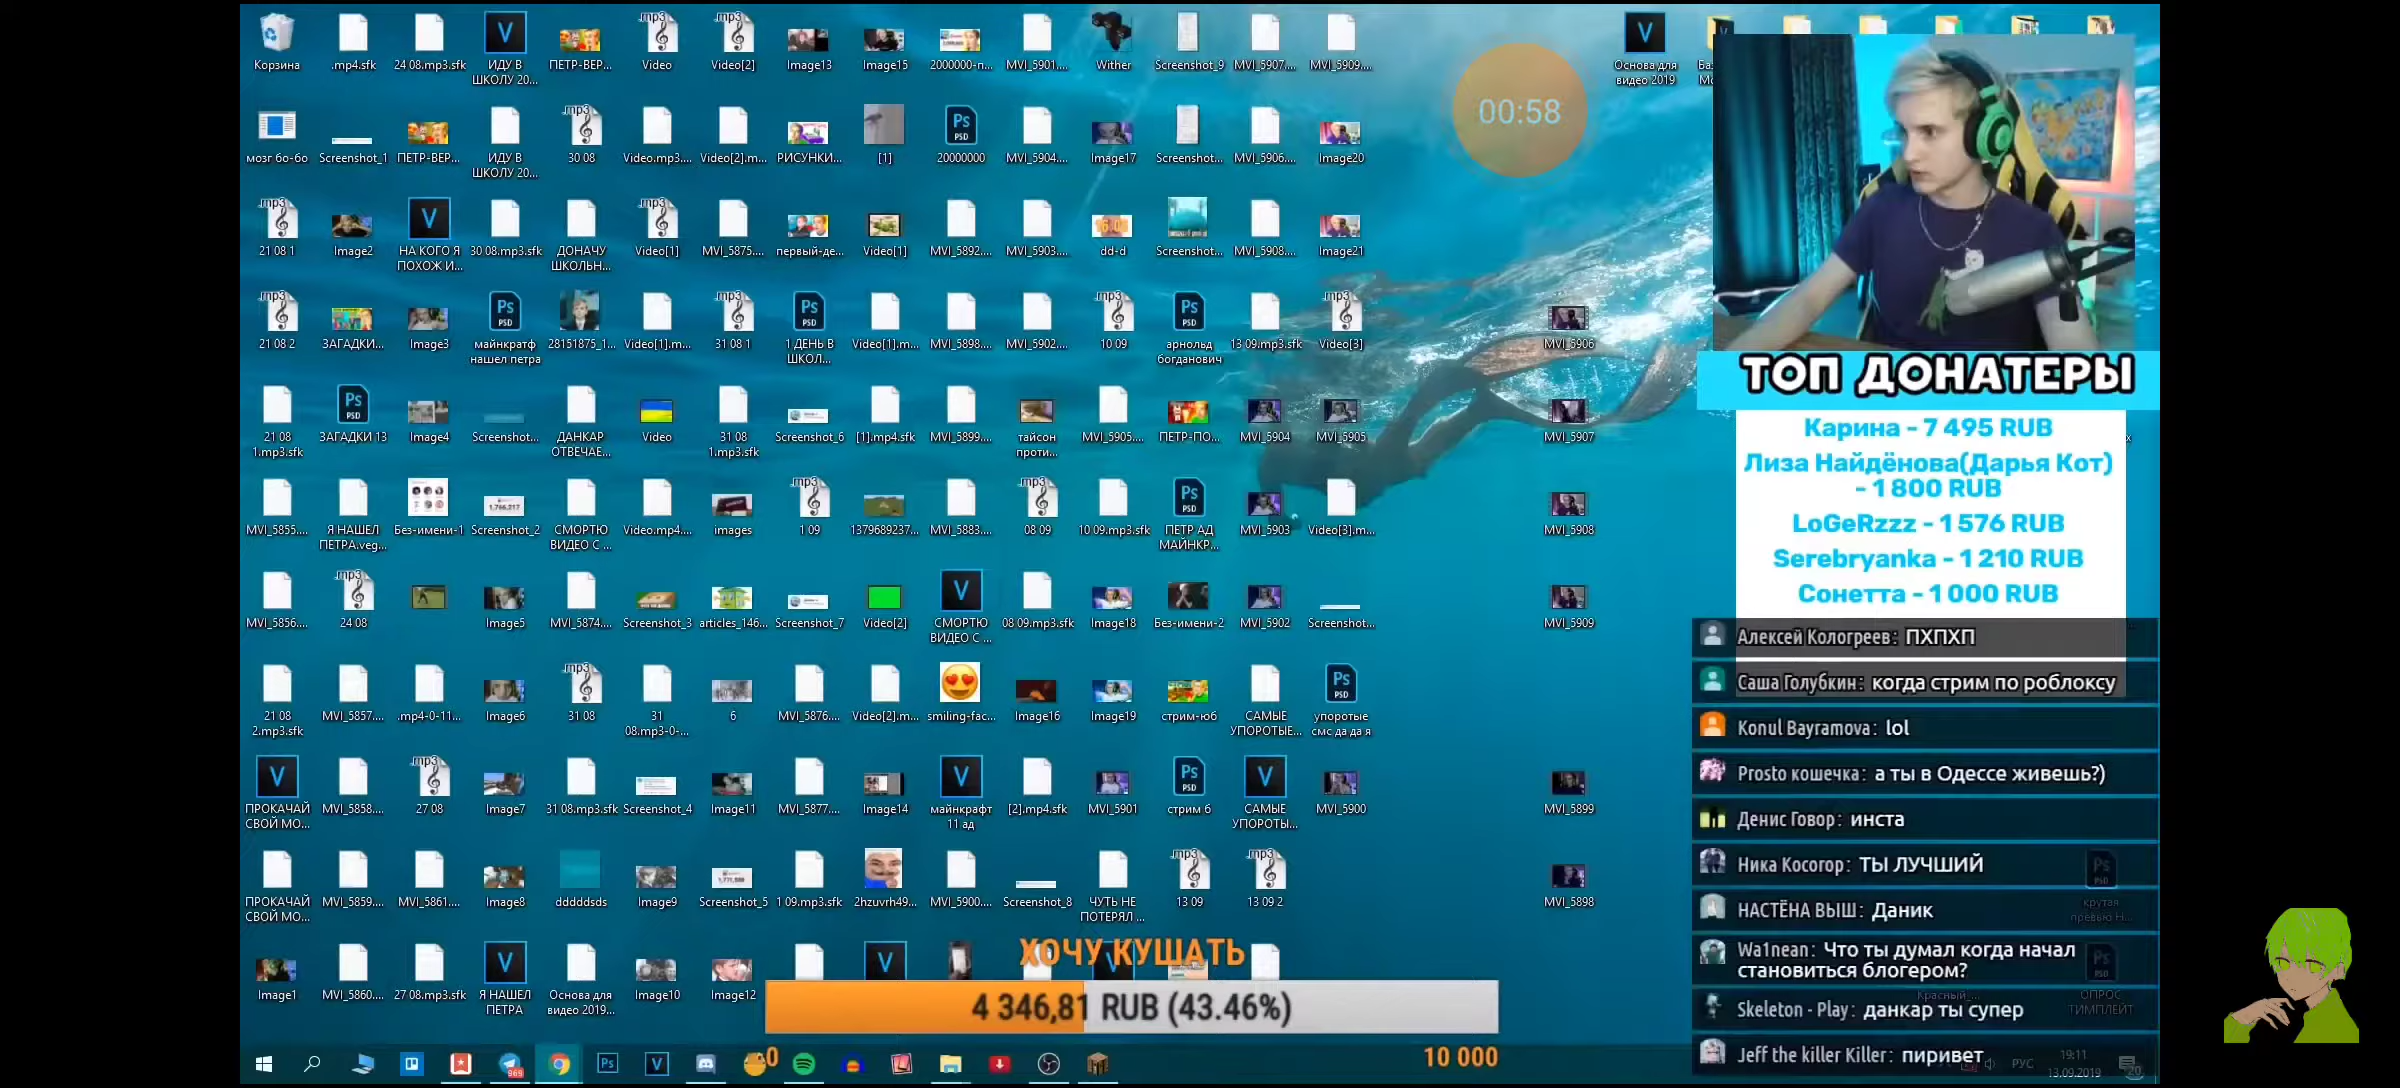 Корзина
.mp4.sfk
24 08.mp3.sfk
ИДУ В
ШКОЛУ 20...
ПЕТР-ВЕР...
Video
Video[2]
Image13
Image15
2000000-п...
MVI_5901....
Wither
Screenshot_9
MVI_5907....
MVI_5909....
Основа для
видео 2019
00:58
мозг бо-бо
Screenshot_1
ПЕТР-ВЕР...
ИДУ В
ШКОЛУ 20...
30 08
Video.mp3....
Video[2].m...
РИСУНКИ...
[1]
20000000
MVI_5904....
Image17
Screenshot...
MVI_5906....
Image20
21 08 1
Image2
НА КОГО Я
ПОХОЖ И...
30 08.mp3.sfk
ДОНАЧУ
ШКОЛЬН...
Video[1]
MVI_5875....
первый-де...
Video[1]
MVI_5892....
MVI_5903....
dd-d
Screenshot...
MVI_5908....
Image21
21 08 2
ЗАГАДКИ...
Image3
майнкратф
нашел петра
28151875_1...
Video[1].m...
31 08 1
1 ДЕНЬ В
ШКОЛ...
Video[1].m...
MVI_5898....
MVI_5902....
10 09
арнольд
богданович
13 09.mp3.sfk
Video[3]
MVI_5906
21 08
1.mp3.sfk
ЗАГАДКИ 13
Image4
Screenshot...
ДАНКАР
ОТВЕЧАЕ...
Video
31 08
1.mp3.sfk
Screenshot_6
[1].mp4.sfk
MVI_5899....
тайсон
проти...
MVI_5905....
ПЕТР-ПО...
MVI_5904
MVI_5905
MVI_5907
MVI_5855....
Я НАШЕЛ
ПЕТРА.veg...
Без-имени-1
Screenshot_2
СМОРТЮ
ВИДЕО С ...
Video.mp4....
images
1 09
1379689237...
MVI_5883....
08 09
10 09.mp3.sfk
ПЕТР АД
МАЙНКР...
MVI_5903
Video[3].m...
MVI_5908
MVI_5856....
24 08
Image5
MVI_5874....
Screenshot_3
articles_146...
Screenshot_7
Video[2]
СМОРТЮ
ВИДЕО С ...
08 09.mp3.sfk
Image18
Без-имени-2
MVI_5902
Screenshot...
MVI_5909
21 08
2.mp3.sfk
MVI_5857....
.mp4-0-11...
Image6
31 08
31
08.mp3-0-...
6
MVI_5876....
Video[2].m...
smiling-fac...
Image16
Image19
стрим-юб
САМЫЕ
УПОРОТЫЕ...
упоротые
смс да да я
ПРОКАЧАЙ
СВОЙ МО...
MVI_5858....
27 08
Image7
31 08.mp3.sfk
Screenshot_4
Image11
MVI_5877....
Image14
майнкрафт
11 ад
[2].mp4.sfk
MVI_5901
стрим 6
САМЫЕ
УПОРОТЫ...
MVI_5900
MVI_5899
ПРОКАЧАЙ
СВОЙ МО...
MVI_5859....
MVI_5861....
Image8
dddddsds
Image9
Screenshot_5
1 09.mp3.sfk
2hzuvrh49...
MVI_5900....
Screenshot_8
ЧУТЬ НЕ
ПОТЕРЯЛ ...
13 09
13 09 2
MVI_5898
Image1
MVI_5860....
27 08.mp3.sfk
Я НАШЕЛ
ПЕТРА
Основа для
видео 2019...
Image10
Image12
ХОЧУ КУШАТЬ
4 346,81 RUB (43.46%)
0
10 000
ТОП ДОНАТЕРЫ
Карина - 7 495 RUB
Лиза Найдёнова(Дарья Кот)
- 1 800 RUB
LoGeRzzz - 1 576 RUB
Serebryanka - 1 210 RUB
Сонетта - 1 000 RUB
Алексей Кологреев: ПХПХП
Саша Голубкин: когда стрим по роблоксу
Konul Bayramova: lol
Prosto кошечка: а ты в Одессе живешь?)
Денис Говор: инста
Ника Косогор: ТЫ ЛУЧШИЙ
НАСТЁНА ВЫШ: Даник
Wa1nean: Что ты думал когда начал
становиться блогером?
Skeleton - Play: данкар ты супер
Jeff the killer Killer: пиривет
крутая
превью Н...
Красный_...
ОПРОС
ТИМПЛЕЙТ
РУС
19:11
13.09.2019